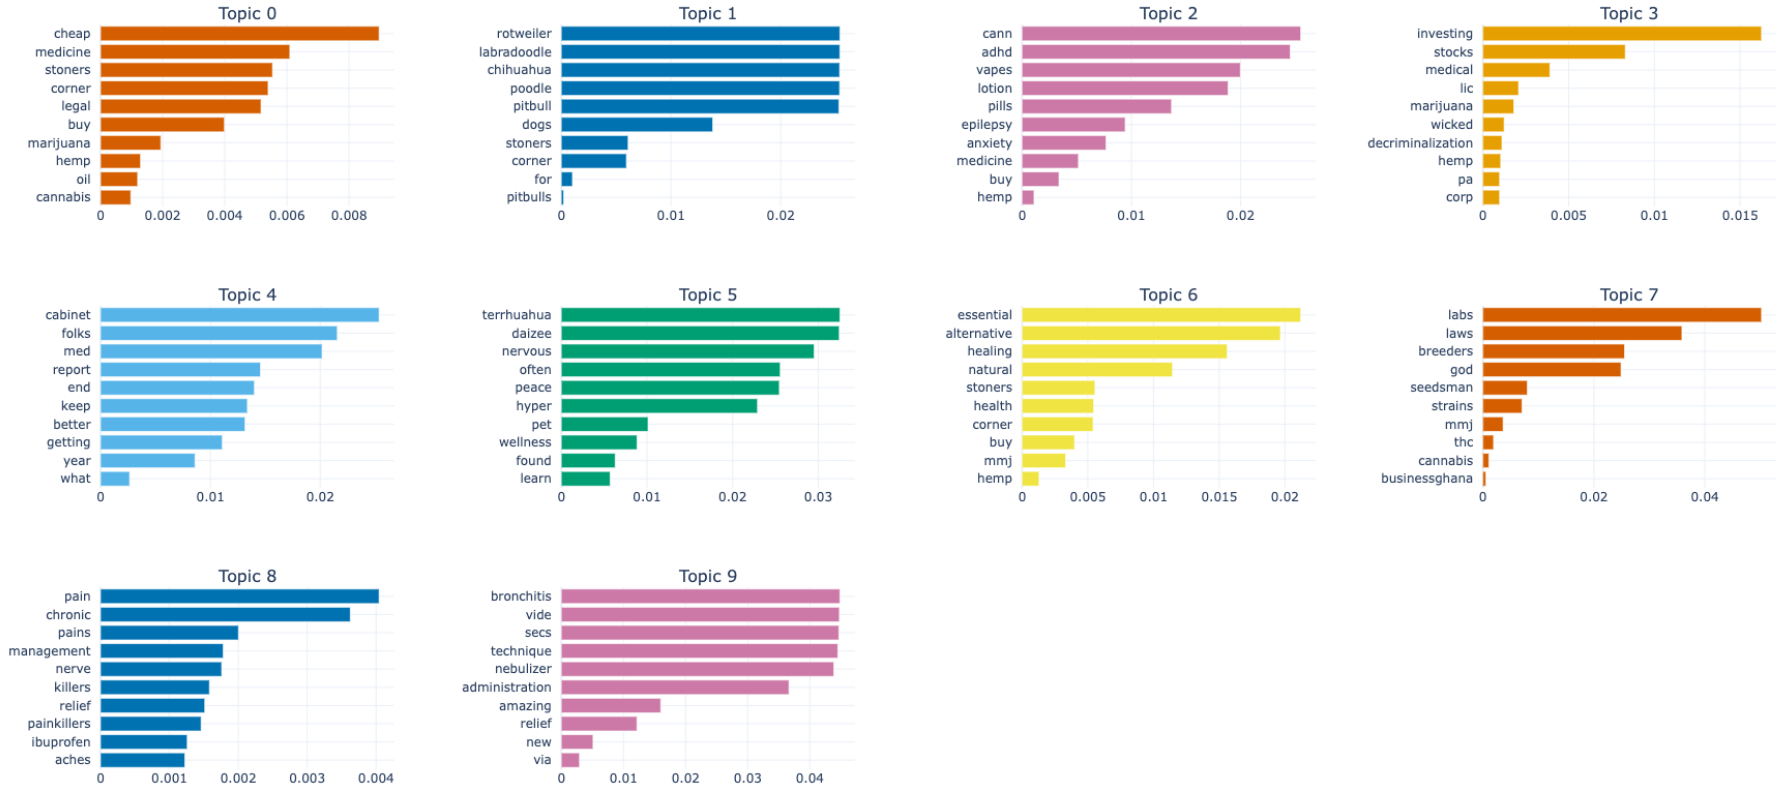 Topic 0
cheap
medicine
stoners
corner
legal
buy
marijuana
hemp
oil
cannabis
0 0.002 0.004 0.006 0.008
Topic 1
rotweiler
labradoodle
chihuahua
poodle
pitbull
dogs
stoners
corner
for
pitbulls
0 0.01 0.02
Topic 2
cann
adhd
vapes
lotion
pills
epilepsy
anxiety
medicine
buy
hemp
0 0.01 0.02
Topic 3
investing
stocks
medical
lic
marijuana
wicked
decriminalization
hemp
pa
corp
0 0.005 0.01 0.015
Topic 4
cabinet
folks
med
report
end
keep
better
getting
year
what
0 0.01 0.02
Topic 5
terrhuahua
daizee
nervous
often
peace
hyper
pet
wellness
found
learn
0 0.01 0.02 0.03
Topic 6
essential
alternative
healing
natural
stoners
health
corner
buy
mmj
hemp
0 0.005 0.01 0.015 0.02
Topic 7
labs
laws
breeders
god
seedsman
strains
mmj
thc
cannabis
businessghana
0 0.02 0.04
Topic 8
pain
chronic
pains
management
nerve
killers
relief
painkillers
ibuprofen
aches
0 0.001 0.002 0.003 0.004
Topic 9
bronchitis
vide
secs
technique
nebulizer
administration
amazing
relief
new
via
0 0.01 0.02 0.03 0.04